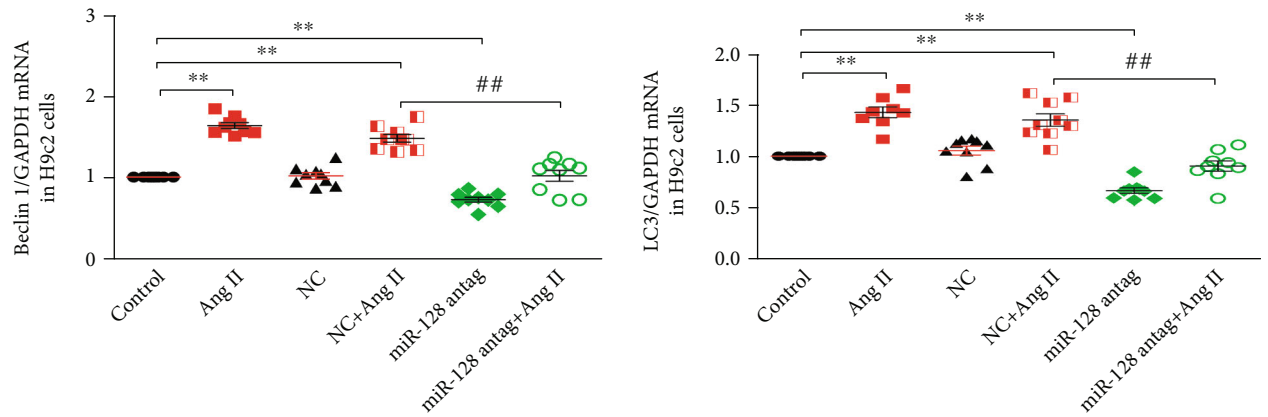 Beclin 1/GAPDH mRNA
in H9c2 cells
3
2
1
0
**
**
**
##
Control
Ang II
NC
NC+Ang II
miR-128 antag
miR-128 antag+Ang II
LC3/GAPDH mRNA
in H9c2 cells
2.0
1.5
1.0
0.5
0.0
**
**
**
##
Control
Ang II
NC
NC+Ang II
miR-128 antag
miR-128 antag+Ang II